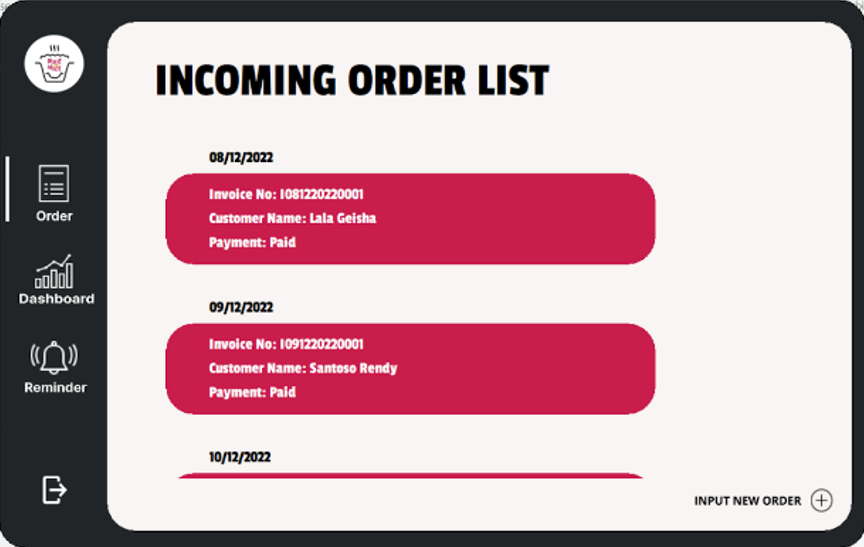 INCOMING ORDER LIST
08/12/2022
Invoice No: I081220220001
Customer Name: Lala Geisha
Payment: Paid
09/12/2022
Invoice No: I091220220001
Customer Name: Santoso Rendy
Payment: Paid
10/12/2022
Order
Dashboard
Reminder
INPUT NEW ORDER